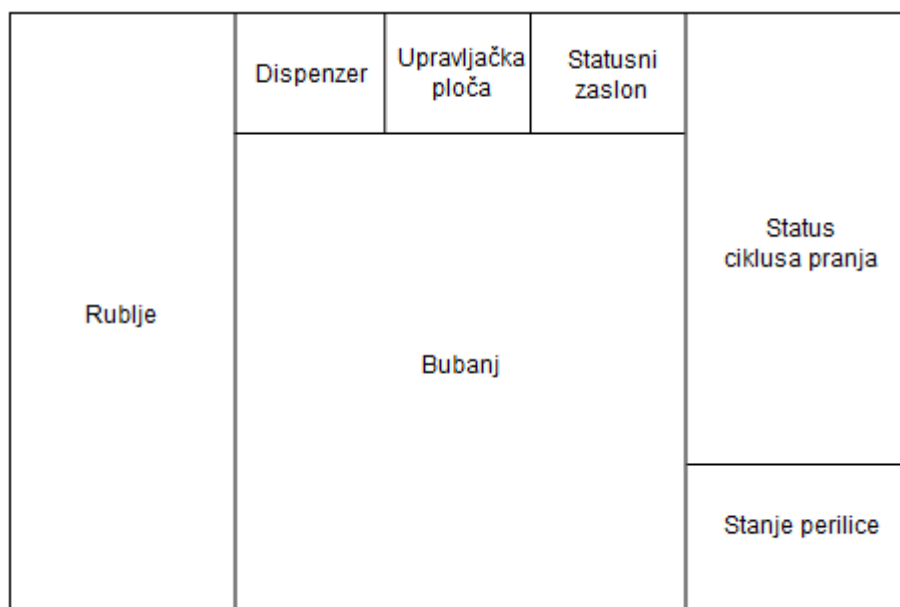 Rublje
Dispenzer
Upravljačka
ploča
Statusni
zaslon
Bubanj
Status
ciklusa pranja
Stanje perilice